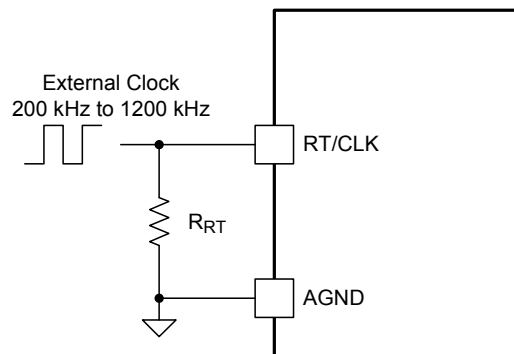 External Clock
200 kHz to 1200 kHz
RT/CLK
RRT
AGND